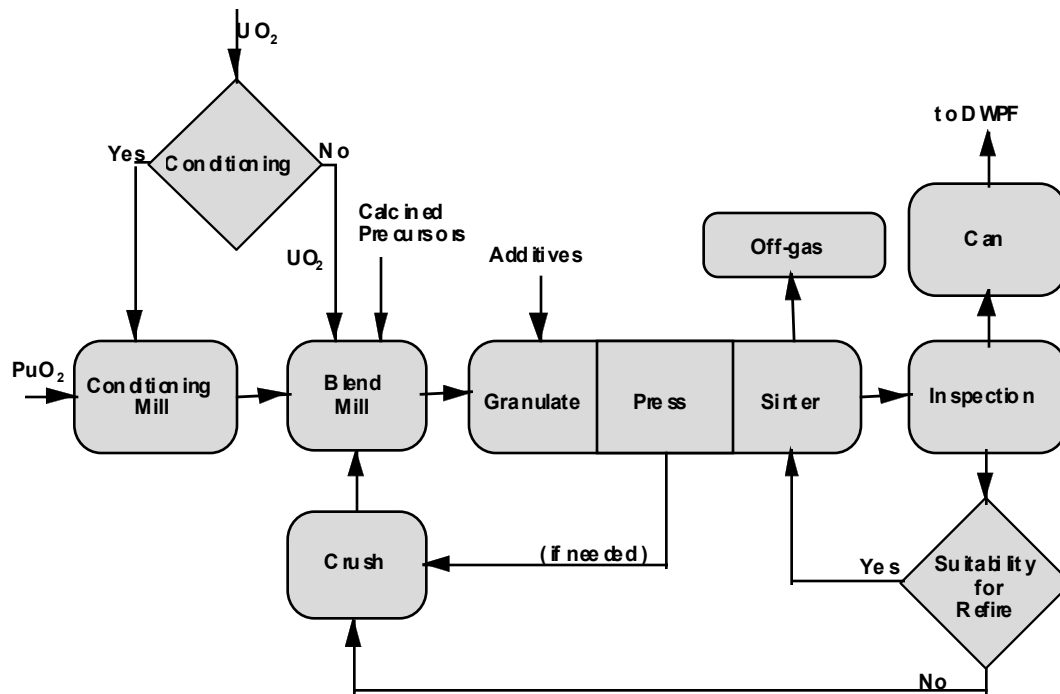 UO2
Conditioning
Yes
No
UO2
Calcined
Precursors
Additives
Off-gas
to DWPF
Can
PuO2
Conditioning
Mill
Blend
Mill
Granulate
Press
Sinter
Inspection
Crush
(if needed)
Yes
Suitability
for
Refire
No